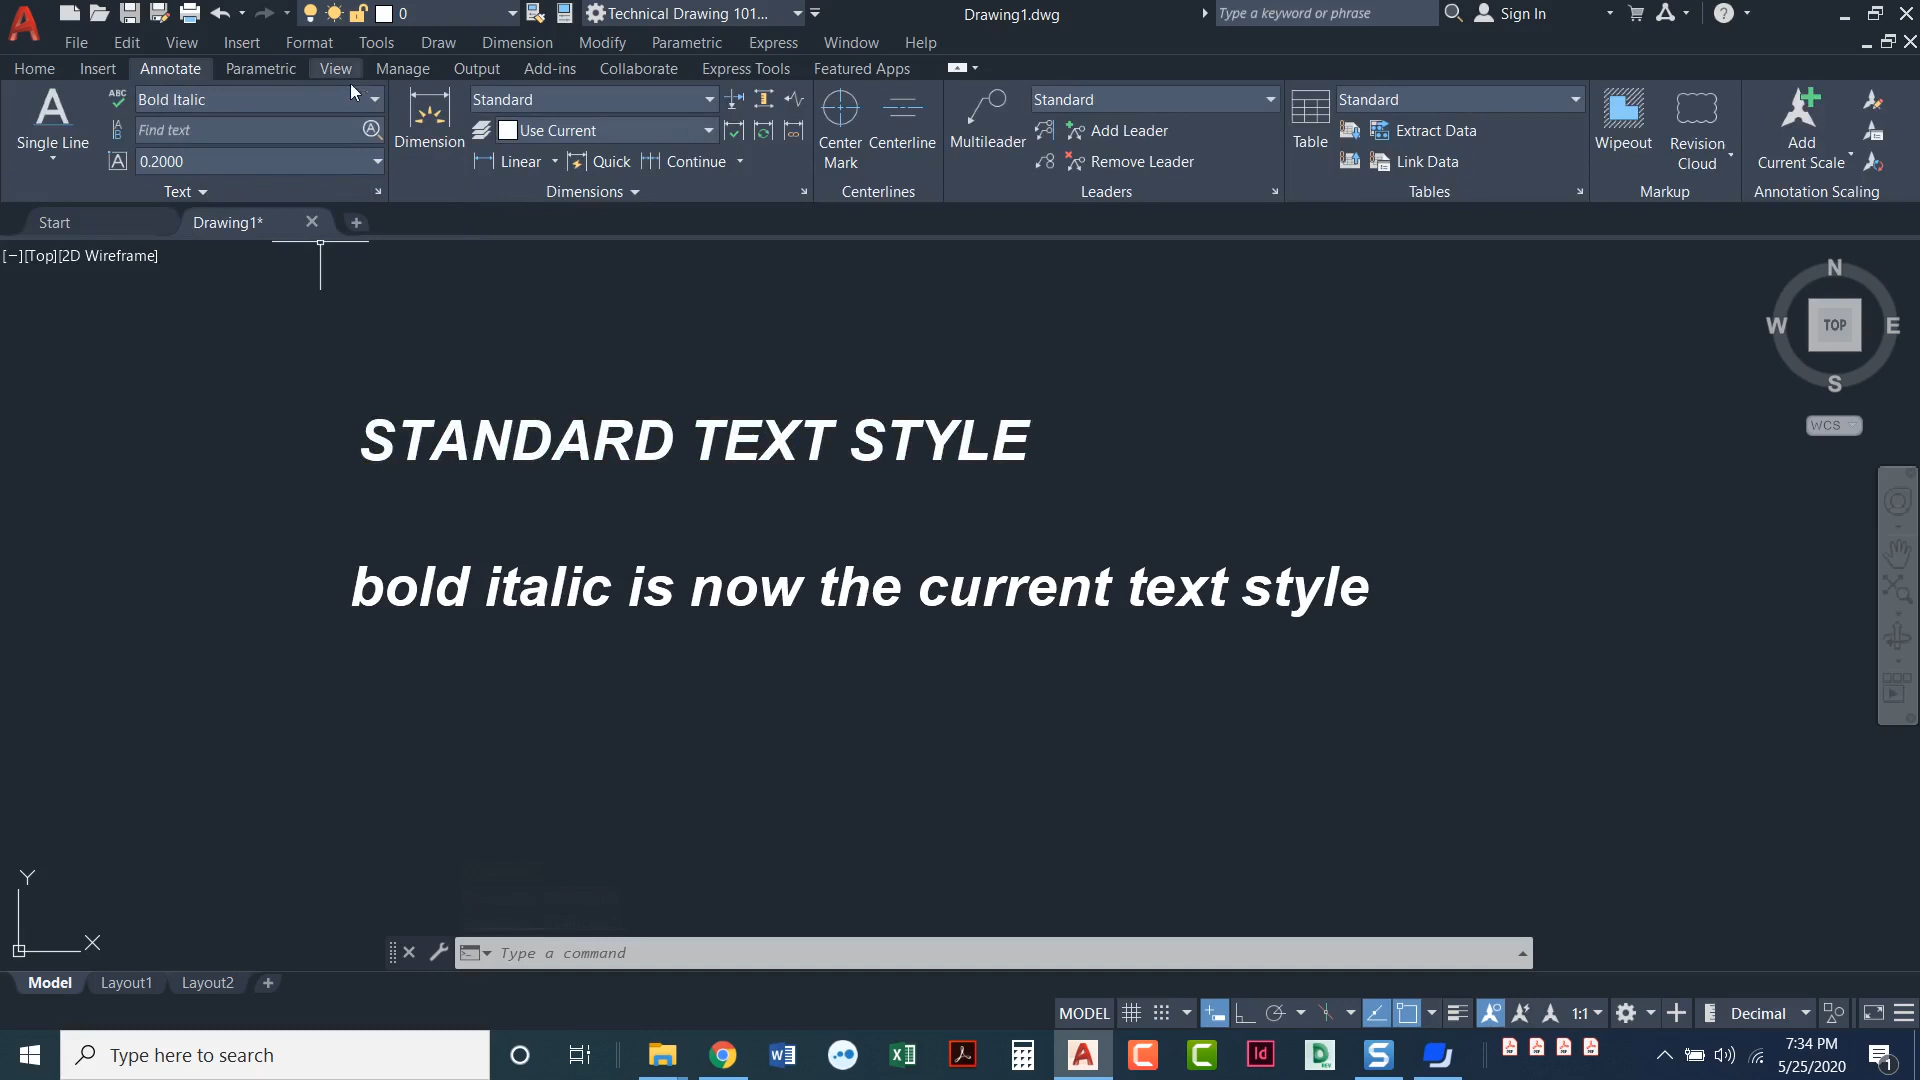 0
Technical Drawing 101...
Drawing1.dwg
Type a keyword or phrase
Sign In
File Edit View Insert Format Tools Draw Dimension Modify Parametric Express Window Help
Home Insert Annotate Parametric View Manage Output Add-ins Collaborate Express Tools Featured Apps
A Single Line
ABC Bold Italic
Find text
0.2000
Text
Dimension
Standard
Use Current
Linear Quick Continue
Dimensions
Center Mark
Centerline
Centerlines
Multileader
Standard
Add Leader
Remove Leader
Leaders
Table
Standard
Extract Data
Link Data
Tables
Wipeout
Revision Cloud
Markup
Add Current Scale
Annotation Scaling
Start Drawing1*
[−][Top][2D Wireframe]
N
W TOP E
S
WCS
STANDARD TEXT STYLE
bold italic is now the current text style
Y
X
Type a command
Model Layout1 Layout2
MODEL 1:1 Decimal
Type here to search
7:34 PM
5/25/2020
1